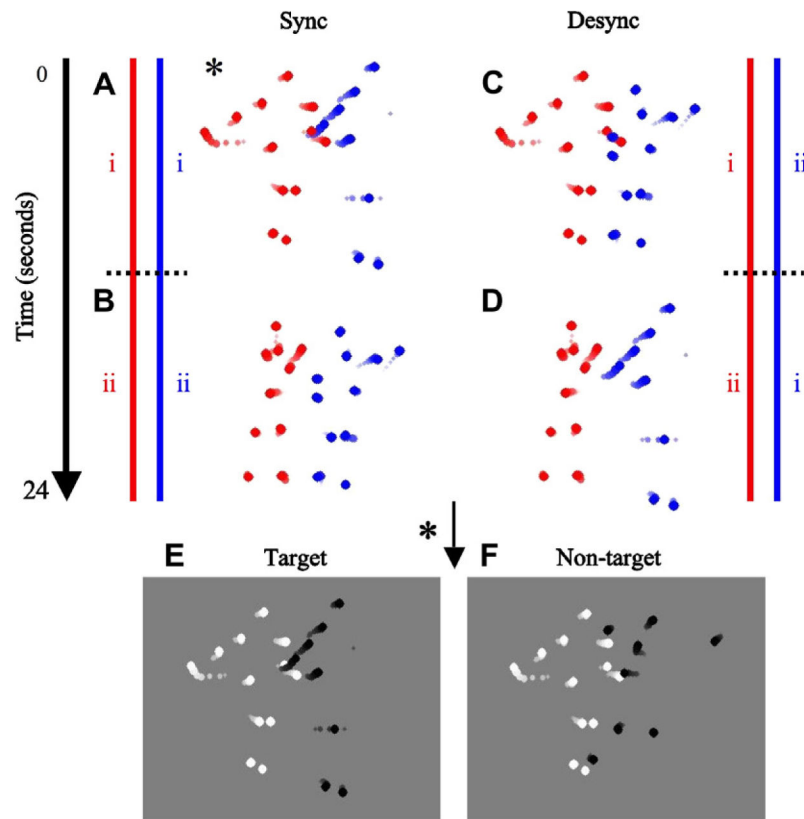 Sync
Desync
0
A
*
C
i
i
i
ii
Time (seconds)
B
D
ii
ii
ii
i
24
*
E
Target
F
Non-target